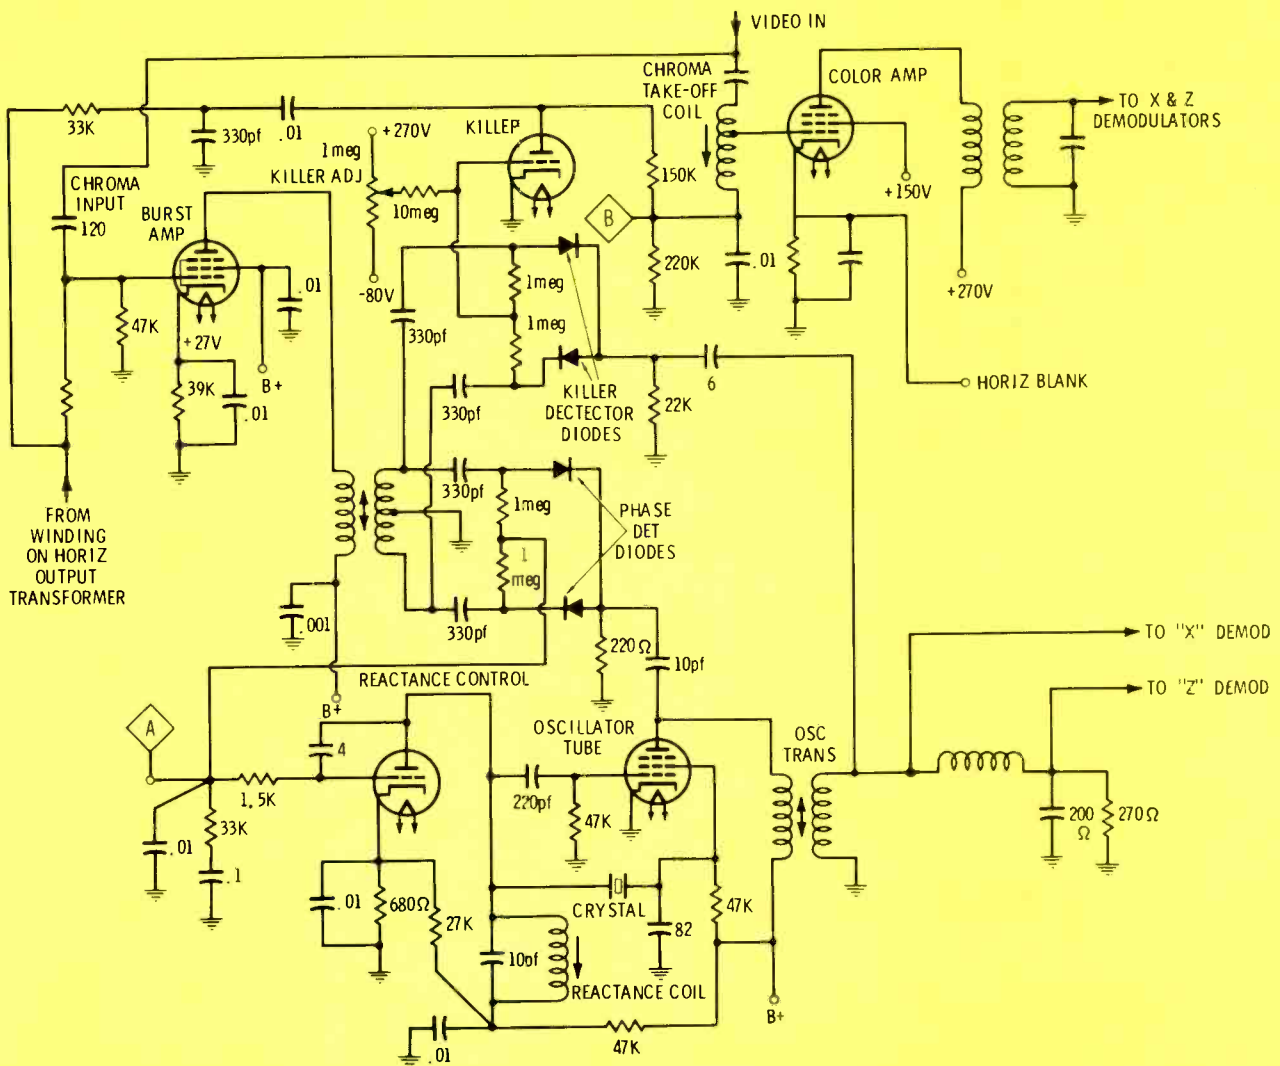 VIDEO IN
CHROMA
TAKE-OFF
COIL
COLOR AMP
TO X & Z
DEMODULATORS
33K
330pf
.01
+270V
KILLEP
1meg
KILLER ADJ
150K
10meg
B
+150V
CHROMA
INPUT
120
BURST
AMP
.01
-80V
1meg
220K
.01
+270V
47K
+27V
330pf
1meg
B+
39K
.01
330pf
KILLER
DECTECTOR
DIODES
6
22K
HORIZ BLANK
FROM
WINDING
ON HORIZ
OUTPUT
TRANSFORMER
330pf
1meg
PHASE
DET
DIODES
1
meg
.001
330pf
220Ω
10pf
TO "X" DEMOD
TO "Z" DEMOD
REACTANCE CONTROL
B+
A
4
OSCILLATOR
TUBE
OSC
TRANS
1.5K
220pf
47K
33K
.01
.1
200
Ω
270Ω
.01
680Ω
27K
CRYSTAL
82
47K
10pf
REACTANCE COIL
B+
.01
47K